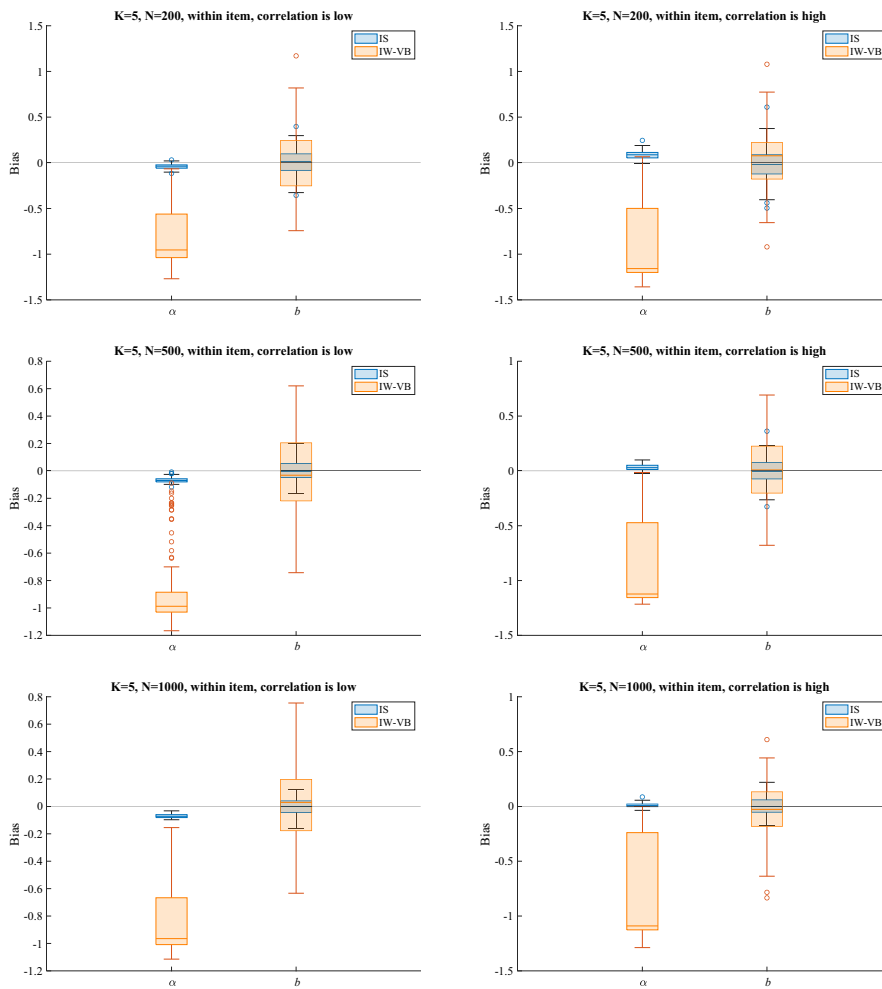 K=5, N=200, within item, correlation is low
IS
IW-VB
1.5
1
0.5
0
-0.5
-1
-1.5
Bias
α
b
K=5, N=200, within item, correlation is high
IS
IW-VB
1.5
1
0.5
0
-0.5
-1
-1.5
Bias
α
b
K=5, N=500, within item, correlation is low
IS
IW-VB
0.8
0.6
0.4
0.2
0
-0.2
-0.4
-0.6
-0.8
-1
-1.2
Bias
α
b
K=5, N=500, within item, correlation is high
IS
IW-VB
1
0.5
0
-0.5
-1
-1.5
Bias
α
b
K=5, N=1000, within item, correlation is low
IS
IW-VB
0.8
0.6
0.4
0.2
0
-0.2
-0.4
-0.6
-0.8
-1
-1.2
Bias
α
b
K=5, N=1000, within item, correlation is high
IS
IW-VB
1
0.5
0
-0.5
-1
-1.5
Bias
α
b